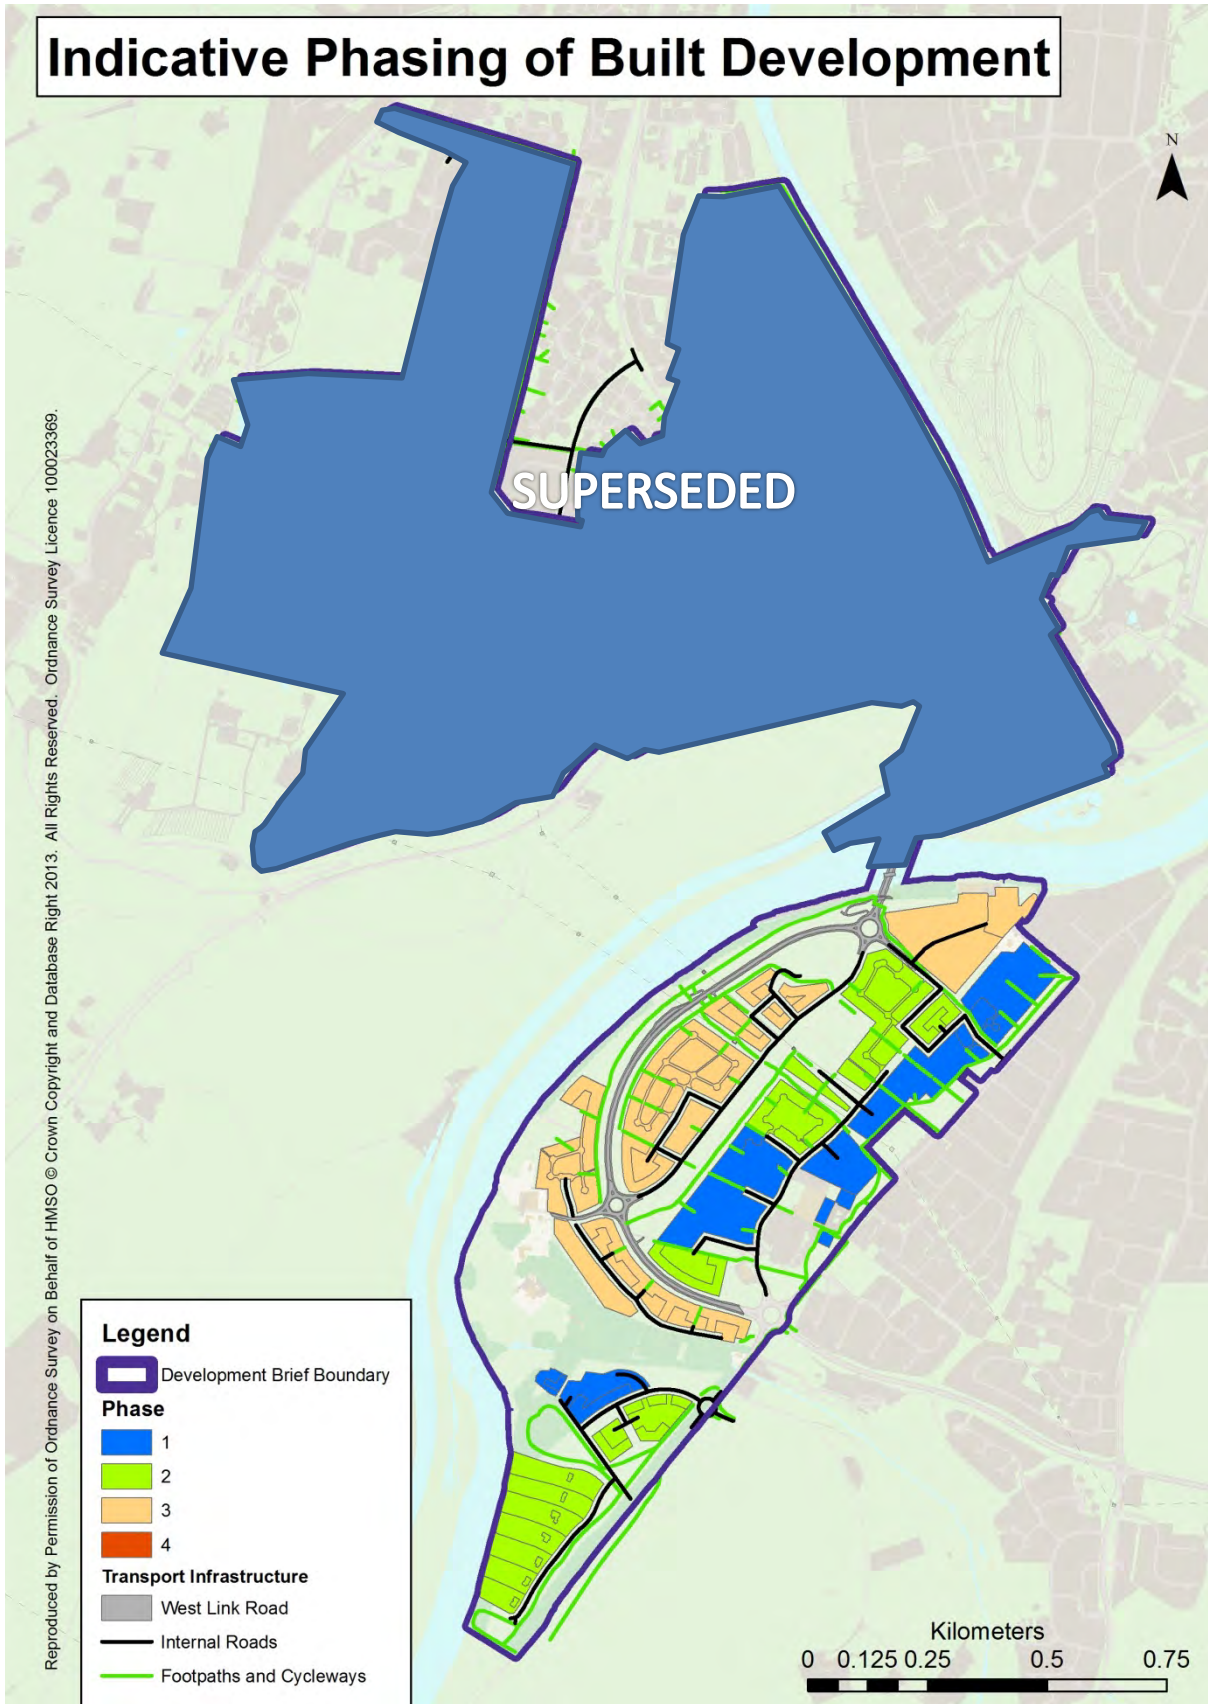 Indicative Phasing of Built Development
N
SUPERSEDED
Reproduced by Permission of Ordnance Survey on Behalf of HMSO © Crown Copyright and Database Right 2013. All Rights Reserved. Ordnance Survey Licence 100023369.
Legend
Development Brief Boundary
Phase
1
2
3
4
Transport Infrastructure
West Link Road
Internal Roads
Footpaths and Cycleways
Kilometers
0 0.125 0.25 0.5 0.75